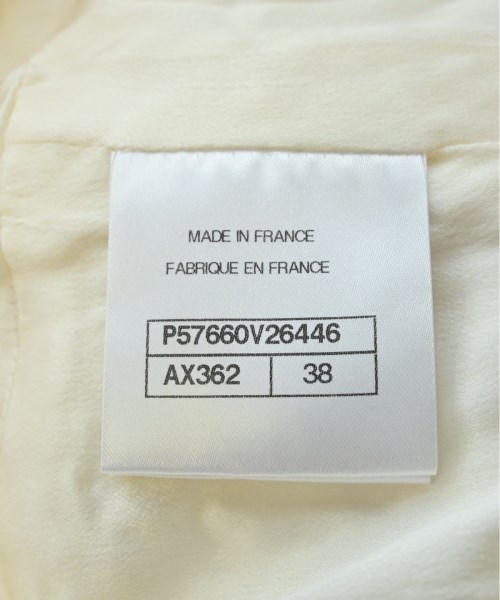 MADE IN FRANCE
FABRIQUE EN FRANCE
P57660V26446
AX362 38